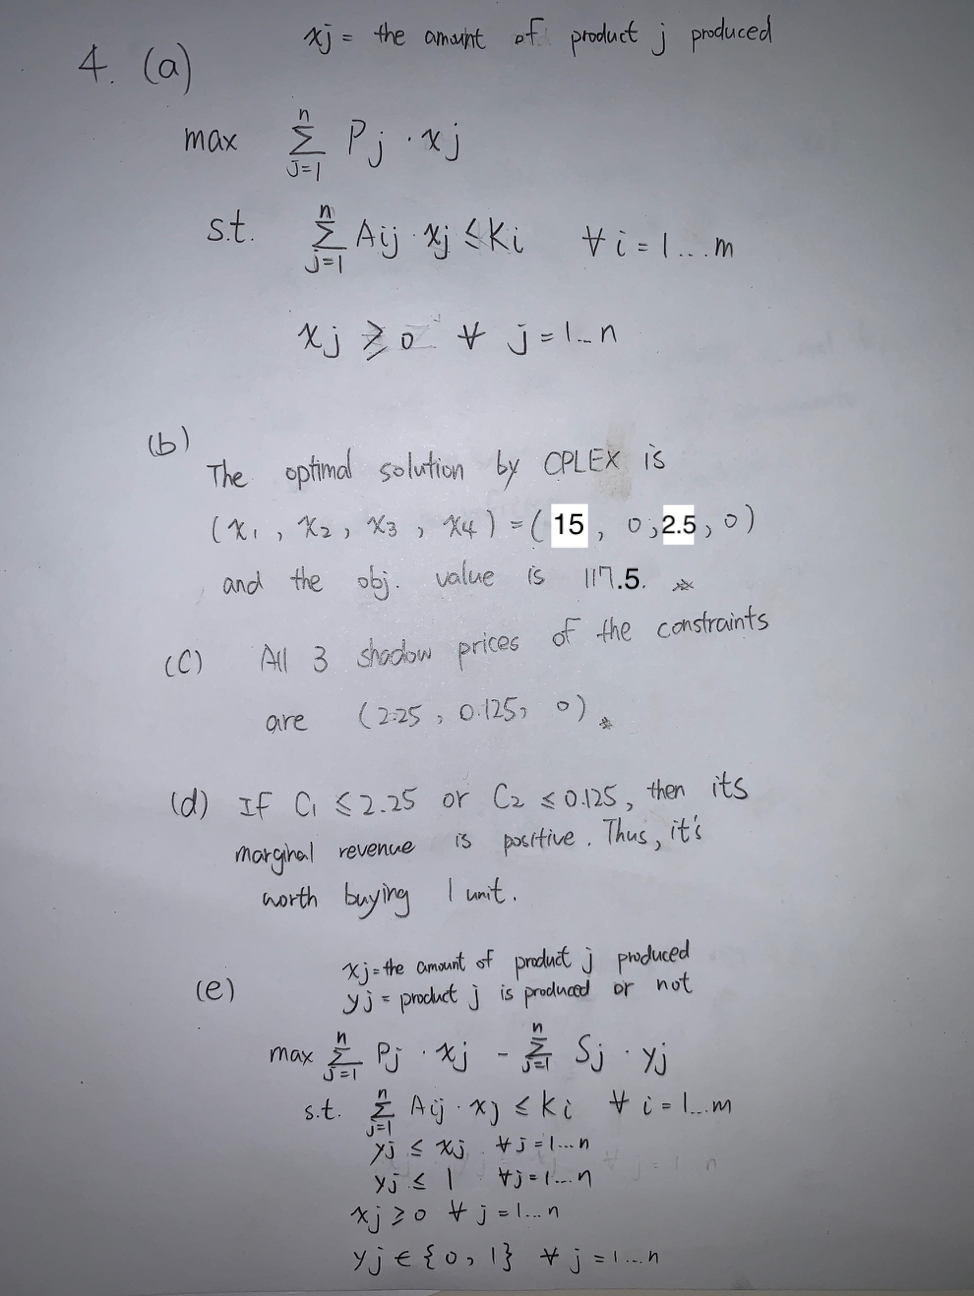 xj = the amount of product j produced
4. (a)
max n Σ j=1 Pj · xj
s.t. n Σ j=1 Aij · xj ≤ Ki ∀ i = 1 ... m
xj ≥ 0 ∀ j = 1 ... n
(b)
The optimal solution by CPLEX is
(x1, x2, x3, x4) = (15, 0, 2.5, 0)
and the obj. value is 117.5.
(c) All 3 shadow prices of the constraints
are (2.25, 0.125, 0).
(d) If C1 ≤ 2.25 or C2 ≤ 0.125, then its
marginal revenue is positive. Thus, it's
worth buying 1 unit.
xj = the amount of product j produced
(e) yj = product j is produced or not
max n Σ j=1 Pj · xj - n Σ j=1 Sj · yj
s.t. n Σ j=1 Aij · xj ≤ Ki ∀ i = 1 ... m
yj ≤ xj ∀ j = 1 ... n
yj ≤ 1 ∀ j = 1 ... n
xj ≥ 0 ∀ j = 1 ... n
yj ∈ {0, 1} ∀ j = 1 ... n